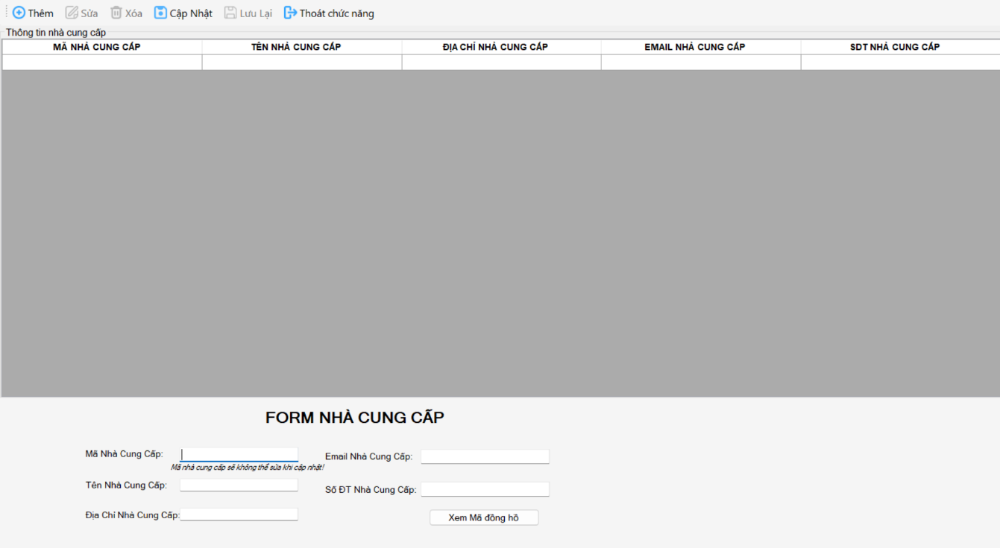 Thêm Sửa Xóa Cập Nhật Lưu Lại Thoát chức năng
Thông tin nhà cung cấp
MÃ NHÀ CUNG CẤP TÊN NHÀ CUNG CẤP ĐỊA CHỈ NHÀ CUNG CẤP EMAIL NHÀ CUNG CẤP SDT NHÀ CUNG CẤP
FORM NHÀ CUNG CẤP
Mã Nhà Cung Cấp: Email Nhà Cung Cấp:
Mã nhà cung cấp sẽ không thể sửa khi cập nhật!
Tên Nhà Cung Cấp: Số ĐT Nhà Cung Cấp:
Địa Chỉ Nhà Cung Cấp: Xem Mã đồng hồ